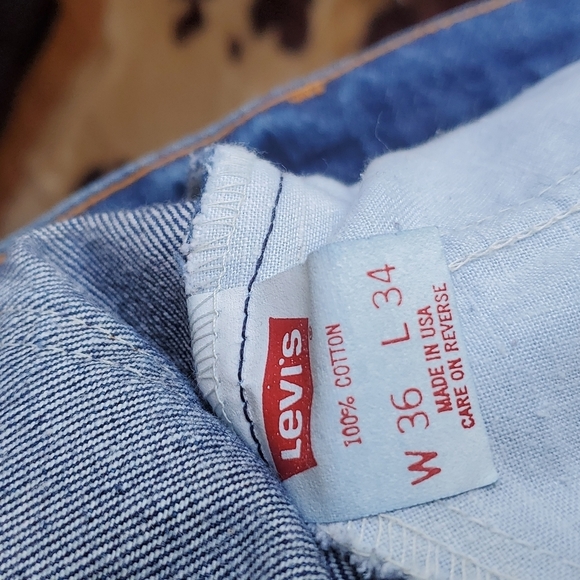 Levi's
100% COTTON
W 36 L 34
MADE IN USA
CARE ON REVERSE